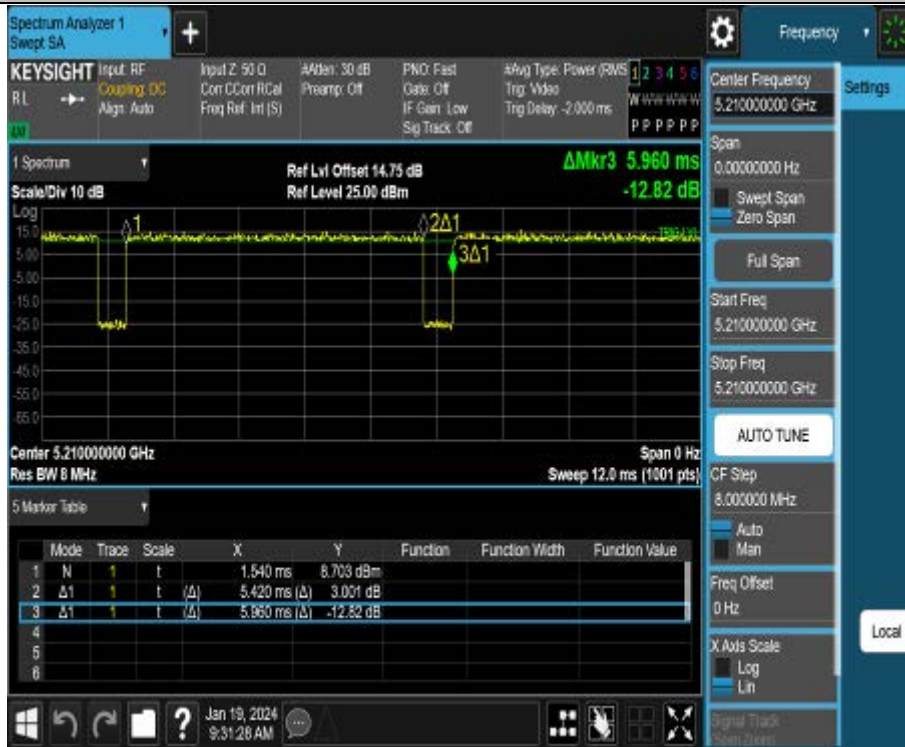 Spectrum Analyzer 1
Swept SA
+
Frequency
KEYSIGHT
RL
Input: RF
Coupling: DC
Align: Auto
Input Z: 50 Ω
Corr CCorr RCal
Freq Ref: Int (S)
#Atten: 30 dB
Preamp: Off
PNO: Fast
Gate: Off
IF Gain: Low
Sig Track: Off
#Avg Type: Power (RMS
Trig: Video
Trig Delay: -2.000 ms
1 2 3 4 5 6
W W W W W W
P P P P P P
Center Frequency
5.210000000 GHz
Settings
Span
0.00000000 Hz
Swept Span
Zero Span
Full Span
Start Freq
5.210000000 GHz
Stop Freq
5.210000000 GHz
AUTO TUNE
CF Step
8.000000 MHz
Auto
Man
Freq Offset
0 Hz
X Axis Scale
Log
Lin
Signal Track
(Span Zoom)
Local
1 Spectrum
Scale/Div 10 dB
Ref Lvl Offset 14.75 dB
Ref Level 25.00 dBm
ΔMkr3 5.960 ms
-12.82 dB
Log
15.0
5.00
-5.00
-15.0
-25.0
-35.0
-45.0
-55.0
-65.0
1
2Δ1
3Δ1
TRIG LVL
Center 5.210000000 GHz
Res BW 8 MHz
Span 0 Hz
Sweep 12.0 ms (1001 pts)
5 Marker Table
Mode Trace Scale X Y Function Function Width Function Value
1 N 1 t 1.540 ms 8.703 dBm
2 Δ1 1 t (Δ) 5.420 ms (Δ) 3.001 dB
3 Δ1 1 t (Δ) 5.960 ms (Δ) -12.82 dB
4
5
6
?
Jan 19, 2024
9:31:28 AM